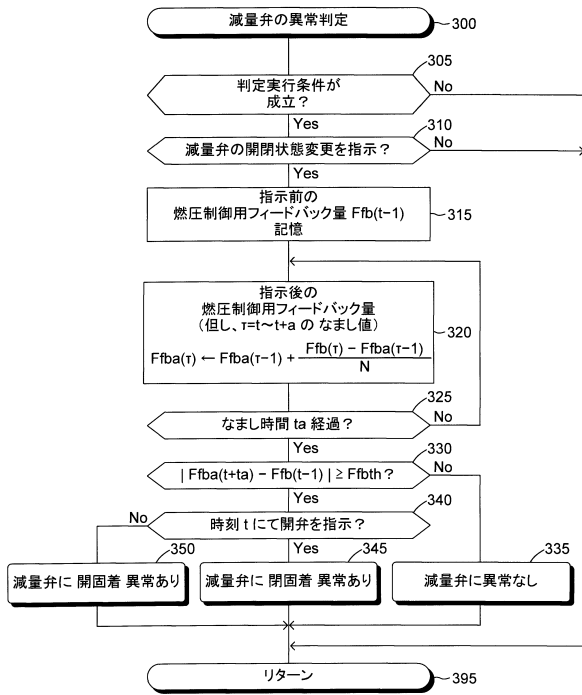 減量弁の異常判定
300
305
判定実行条件が
成立？
No
Yes
310
減量弁の開閉状態変更を指示？
No
Yes
指示前の
燃圧制御用フィードバック量 Ffb(t−1)
記憶
315
指示後の
燃圧制御用フィードバック量
（但し、τ=t～t+a の なまし値）
Ffba(τ) ← Ffba(τ−1) + Ffb(τ) − Ffba(τ−1) / N
320
325
なまし時間 ta 経過？
No
Yes
330
| Ffba(t+ta) − Ffb(t−1) | ≥ Ffbth？
No
Yes
340
No
時刻 t にて開弁を指示？
Yes
350
345
335
減量弁に 開固着 異常あり
減量弁に 閉固着 異常あり
減量弁に異常なし
リターン
395